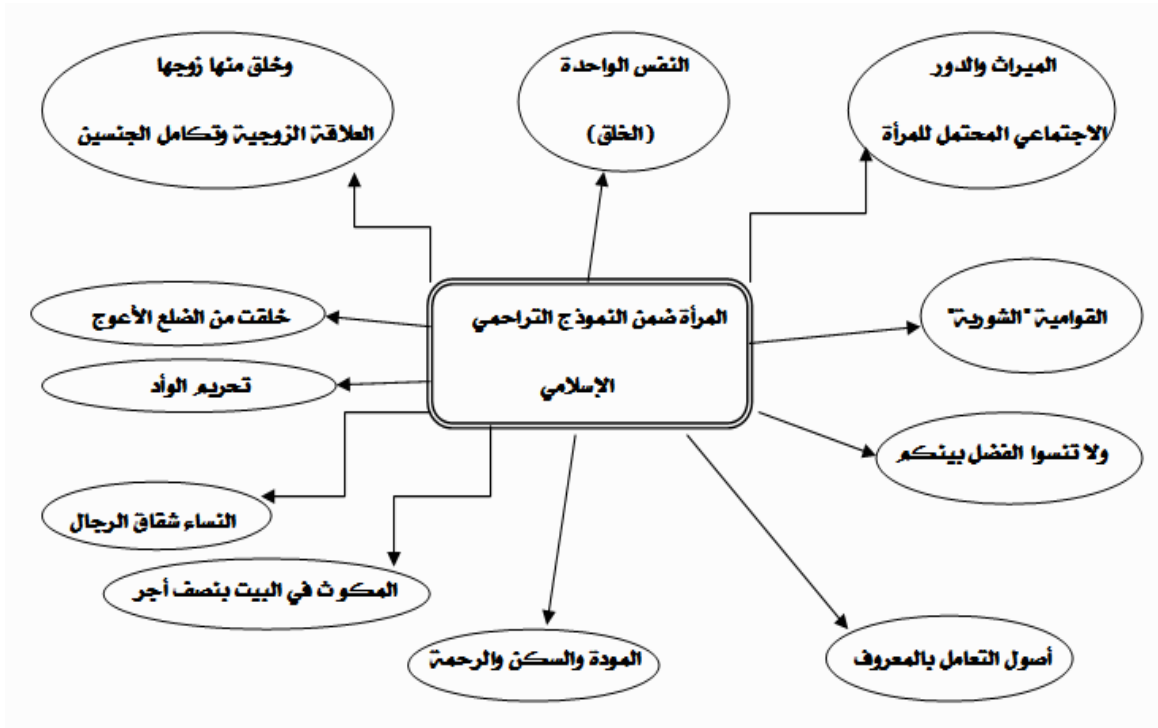 الميراث والدور
الاجتماعي المحتمل للمرأة
النفس الواحدة
(الخلق)
وخلق منها زوجها
العلاقة الزوجية وتكامل الجنسين
المرأة ضمن النموذج التراحمي
الإسلامي
القوامية "الشورية"
خلقت من الضلع الأعوج
تحريم الوأد
ولا تنسوا الفضل بينكم
النساء شقاق الرجال
المكوث في البيت بنصف أجر
أصول التعامل بالمعروف
المودة والسكن والرحمة